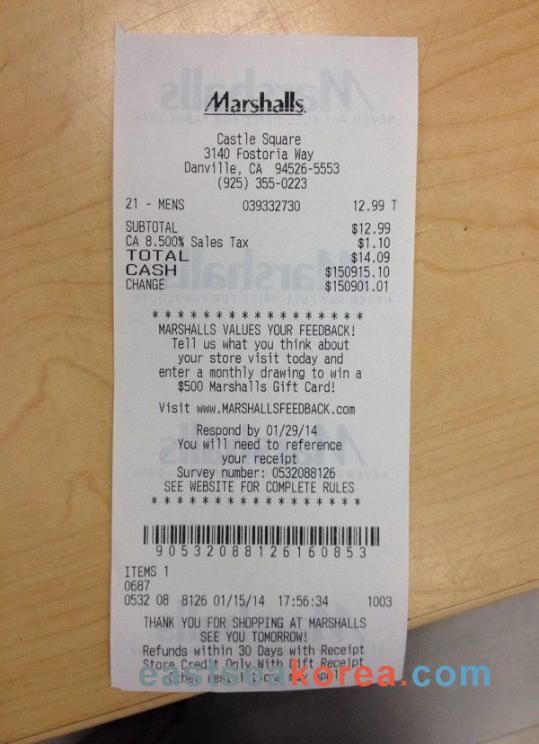 Marshalls.
Castle Square
3140 Fostoria Way
Danville, CA 94526-5553
(925) 355-0223
21 - MENS 039332730 12.99 T
SUBTOTAL $12.99
CA 8.500% Sales Tax $1.10
TOTAL $14.09
CASH $150915.10
CHANGE $150901.01
* * * * * * * * * * * * * * * * *
MARSHALLS VALUES YOUR FEEDBACK!
Tell us what you think about
your store visit today and
enter a monthly drawing to win a
$500 Marshalls Gift Card!
Visit www.MARSHALLSFEEDBACK.com
Respond by 01/29/14
You will need to reference
your receipt
Survey number: 0532088126
SEE WEBSITE FOR COMPLETE RULES
* * * * * * * * * * * * * * * * *
90532088126160853
ITEMS 1
0687
0532 08 8126 01/15/14 17:56:34 1003
THANK YOU FOR SHOPPING AT MARSHALLS
SEE YOU TOMORROW!
Refunds within 30 Days with Receipt
Store Credit Only With Gift Receipt
eastseakorea.com